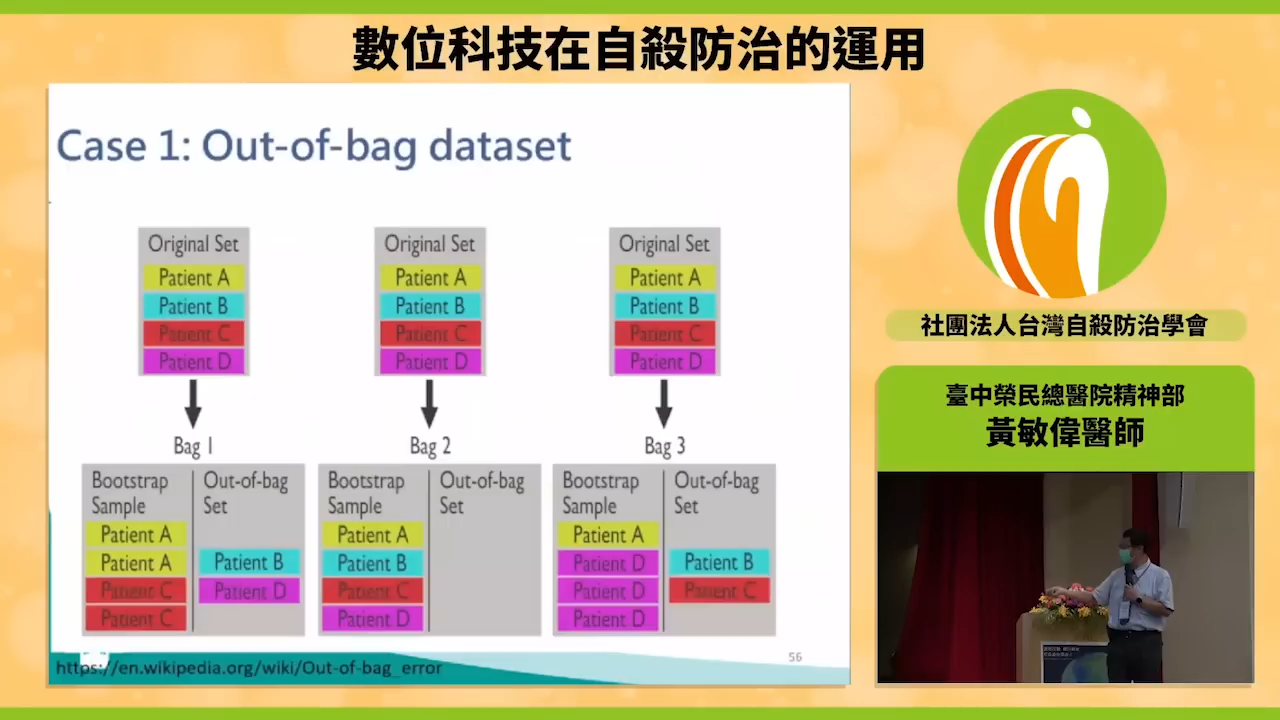 數位科技在自殺防治的運用
Case 1: Out-of-bag dataset
Original Set
Patient A
Patient B
Patient C
Patient D
Original Set
Patient A
Patient B
Patient C
Patient D
Original Set
Patient A
Patient B
Patient C
Patient D
Bag 1
Bootstrap Sample
Patient A
Patient A
Patient C
Patient C
Out-of-bag Set
Patient B
Patient D
Bag 2
Bootstrap Sample
Patient A
Patient B
Patient C
Patient D
Out-of-bag Set
Bag 3
Bootstrap Sample
Patient A
Patient D
Patient D
Patient D
Out-of-bag Set
Patient B
Patient C
https://en.wikipedia.org/wiki/Out-of-bag_error
56
社團法人台灣自殺防治學會
臺中榮民總醫院精神部
黃敏偉醫師